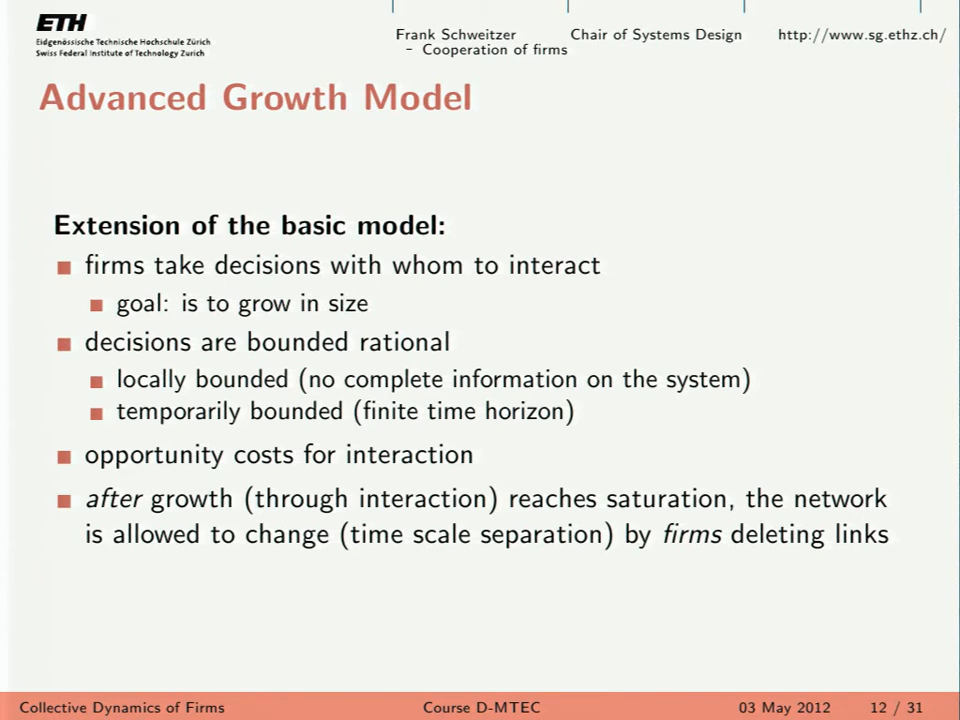 ETH
Eidgenössische Technische Hochschule Zürich
Swiss Federal Institute of Technology Zurich
Frank Schweitzer Chair of Systems Design http://www.sg.ethz.ch/
– Cooperation of firms
Advanced Growth Model
Extension of the basic model:
firms take decisions with whom to interact
goal: is to grow in size
decisions are bounded rational
locally bounded (no complete information on the system)
temporarily bounded (finite time horizon)
opportunity costs for interaction
after growth (through interaction) reaches saturation, the network
is allowed to change (time scale separation) by firms deleting links
Collective Dynamics of Firms Course D-MTEC 03 May 2012 12 / 31